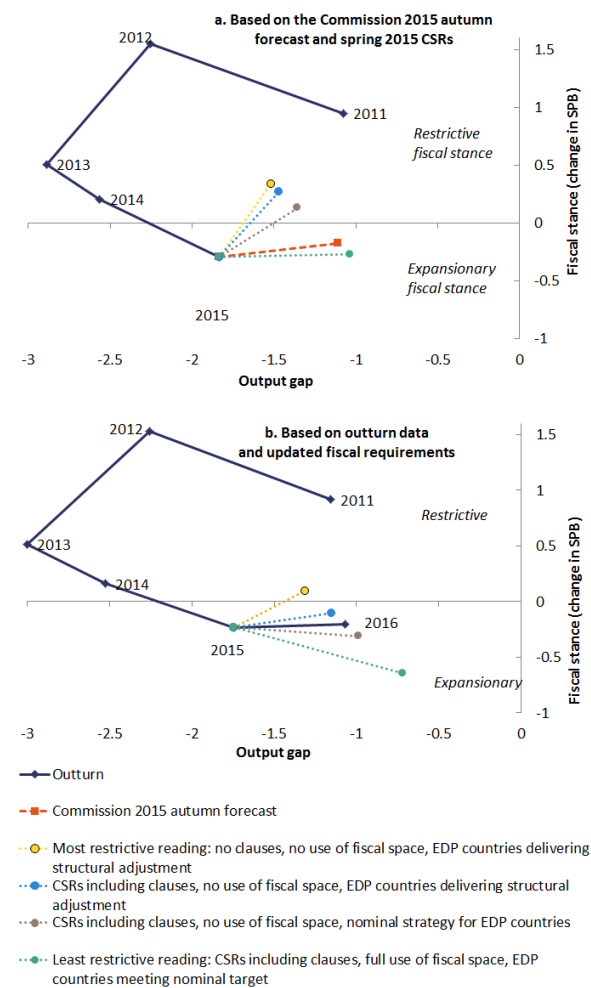 a. Based on the Commission 2015 autumn
forecast and spring 2015 CSRs
2012
1.5
2011
1
Restrictive
fiscal stance
2013
0.5
2014
0
Expansionary
fiscal stance
-0.5
2015
-1
-3
-2.5
-2
-1.5
-1
-0.5
0
Output gap
Fiscal stance (change in SPB)
b. Based on outturn data
and updated fiscal requirements
2012
1.5
2011
1
Restrictive
2013
0.5
2014
0
2016
2015
-0.5
Expansionary
-1
-3
-2.5
-2
-1.5
-1
-0.5
0
Output gap
Fiscal stance (change in SPB)
Outturn
Commission 2015 autumn forecast
Most restrictive reading: no clauses, no use of fiscal space, EDP countries delivering
structural adjustment
CSRs including clauses, no use of fiscal space, EDP countries delivering structural
adjustment
CSRs including clauses, no use of fiscal space, nominal strategy for EDP countries
Least restrictive reading: CSRs including clauses, full use of fiscal space, EDP
countries meeting nominal target